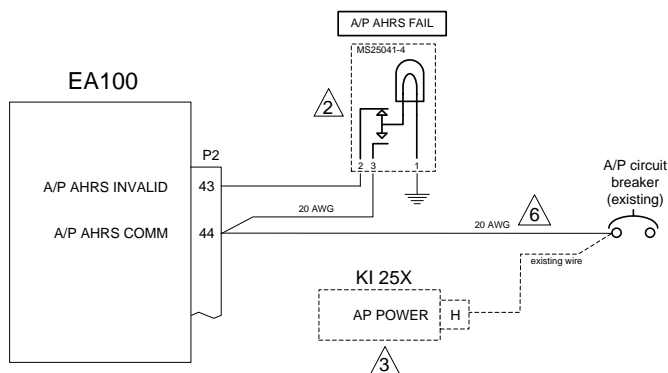 A/P AHRS FAIL
MS25041-4
EA100
2
P2
A/P AHRS INVALID
43
2 3 1
20 AWG
A/P AHRS COMM
44
20 AWG
6
A/P circuit
breaker
(existing)
existing wire
KI 25X
AP POWER
H
3